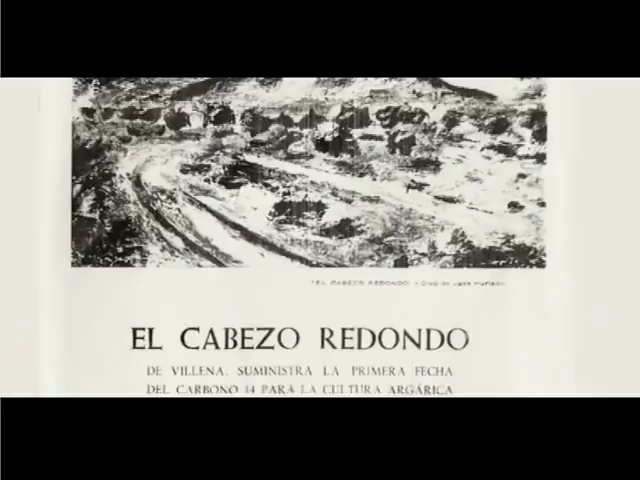 "EL CABEZO REDONDO"
EL CABEZO REDONDO
DE VILLENA, SUMINISTRA LA PRIMERA FECHA
DEL CARBONO 14 PARA LA CULTURA ARGÁRICA